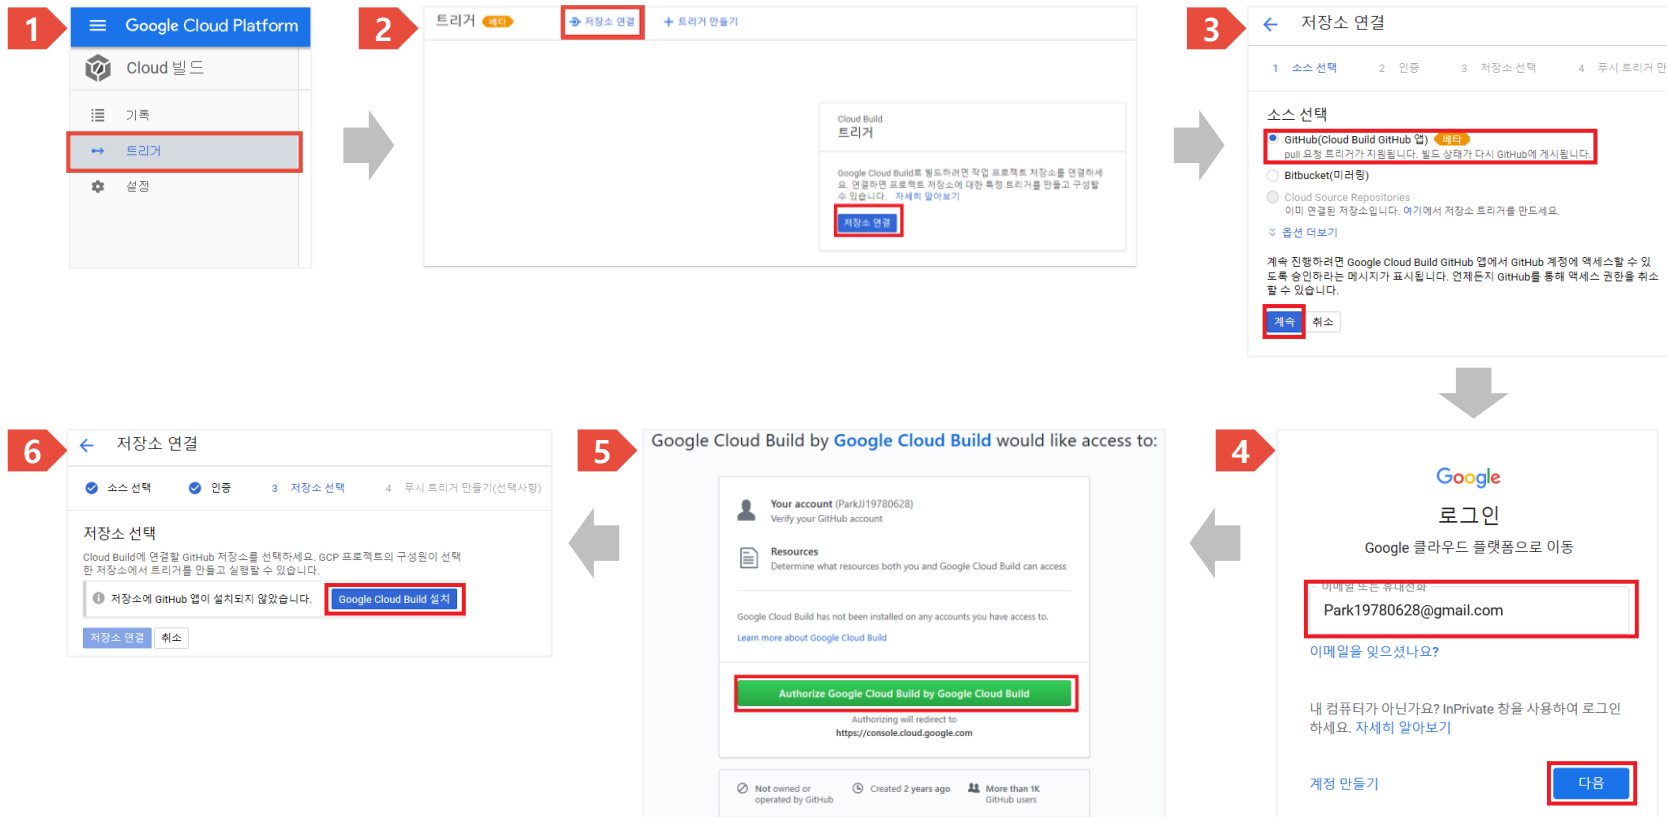 1
Google Cloud Platform
Cloud 빌드
기록
트리거
설정
2
트리거 베타 저장소 연결 + 트리거 만들기
Cloud Build
트리거
Google Cloud Build로 빌드하려면 작업 프로젝트 저장소를 연결하세
요. 연결하면 프로젝트 저장소에 대한 특정 트리거를 만들고 구성할
수 있습니다. 자세히 알아보기
저장소 연결
3
저장소 연결
1 소스 선택 2 인증 3 저장소 선택 4 푸시 트리거 만
소스 선택
GitHub(Cloud Build GitHub 앱) 베타
pull 요청 트리거가 지원됩니다. 빌드 상태가 다시 GitHub에 게시됩니다.
Bitbucket(미러링)
Cloud Source Repositories
이미 연결된 저장소입니다. 여기에서 저장소 트리거를 만드세요.
옵션 더보기
계속 진행하려면 Google Cloud Build GitHub 앱에서 GitHub 계정에 액세스할 수 있
도록 승인하라는 메시지가 표시됩니다. 언제든지 GitHub를 통해 액세스 권한을 취소
할 수 있습니다.
계속 취소
4
Google
로그인
Google 클라우드 플랫폼으로 이동
이메일 또는 휴대전화
Park19780628@gmail.com
이메일을 잊으셨나요?
내 컴퓨터가 아닌가요? InPrivate 창을 사용하여 로그인
하세요. 자세히 알아보기
계정 만들기 다음
5
Google Cloud Build by Google Cloud Build would like access to:
Your account (ParkJJ19780628)
Verify your GitHub account
Resources
Determine what resources both you and Google Cloud Build can access
Google Cloud Build has not been installed on any accounts you have access to.
Learn more about Google Cloud Build
Authorize Google Cloud Build by Google Cloud Build
Authorizing will redirect to
https://console.cloud.google.com
Not owned or
operated by GitHub
Created 2 years ago
More than 1K
GitHub users
6
저장소 연결
소스 선택 인증 3 저장소 선택 4 푸시 트리거 만들기(선택사항)
저장소 선택
Cloud Build에 연결할 GitHub 저장소를 선택하세요. GCP 프로젝트의 구성원이 선택
한 저장소에서 트리거를 만들고 실행할 수 있습니다.
저장소에 GitHub 앱이 설치되지 않았습니다. Google Cloud Build 설치
저장소 연결 취소